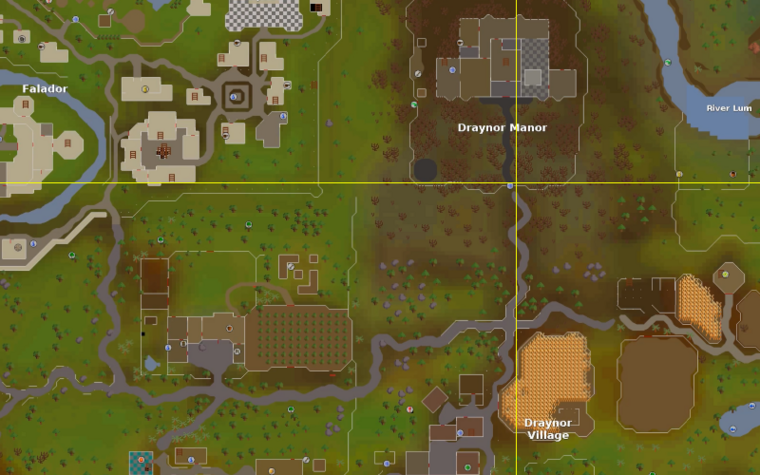 Falador
River Lum
Draynor Manor
Draynor
Village